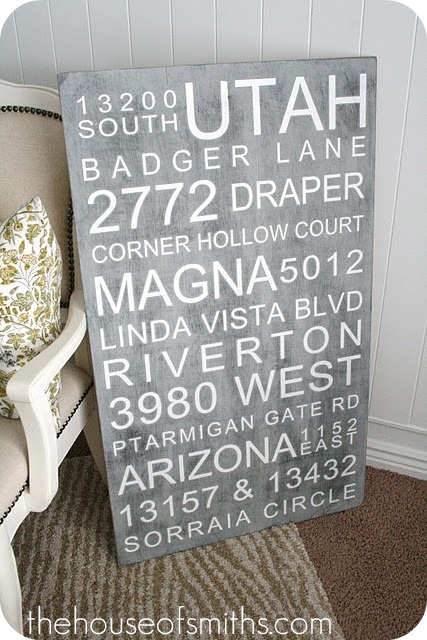 13200
SOUTH UTAH
BADGER LANE
2772 DRAPER
CORNER HOLLOW COURT
MAGNA 5012
LINDA VISTA BLVD
RIVERTON
3980 WEST
PTARMIGAN GATE RD
ARIZONA 1152
EAST
13157 & 13432
SORRAIA CIRCLE
thehouseofsmiths.com